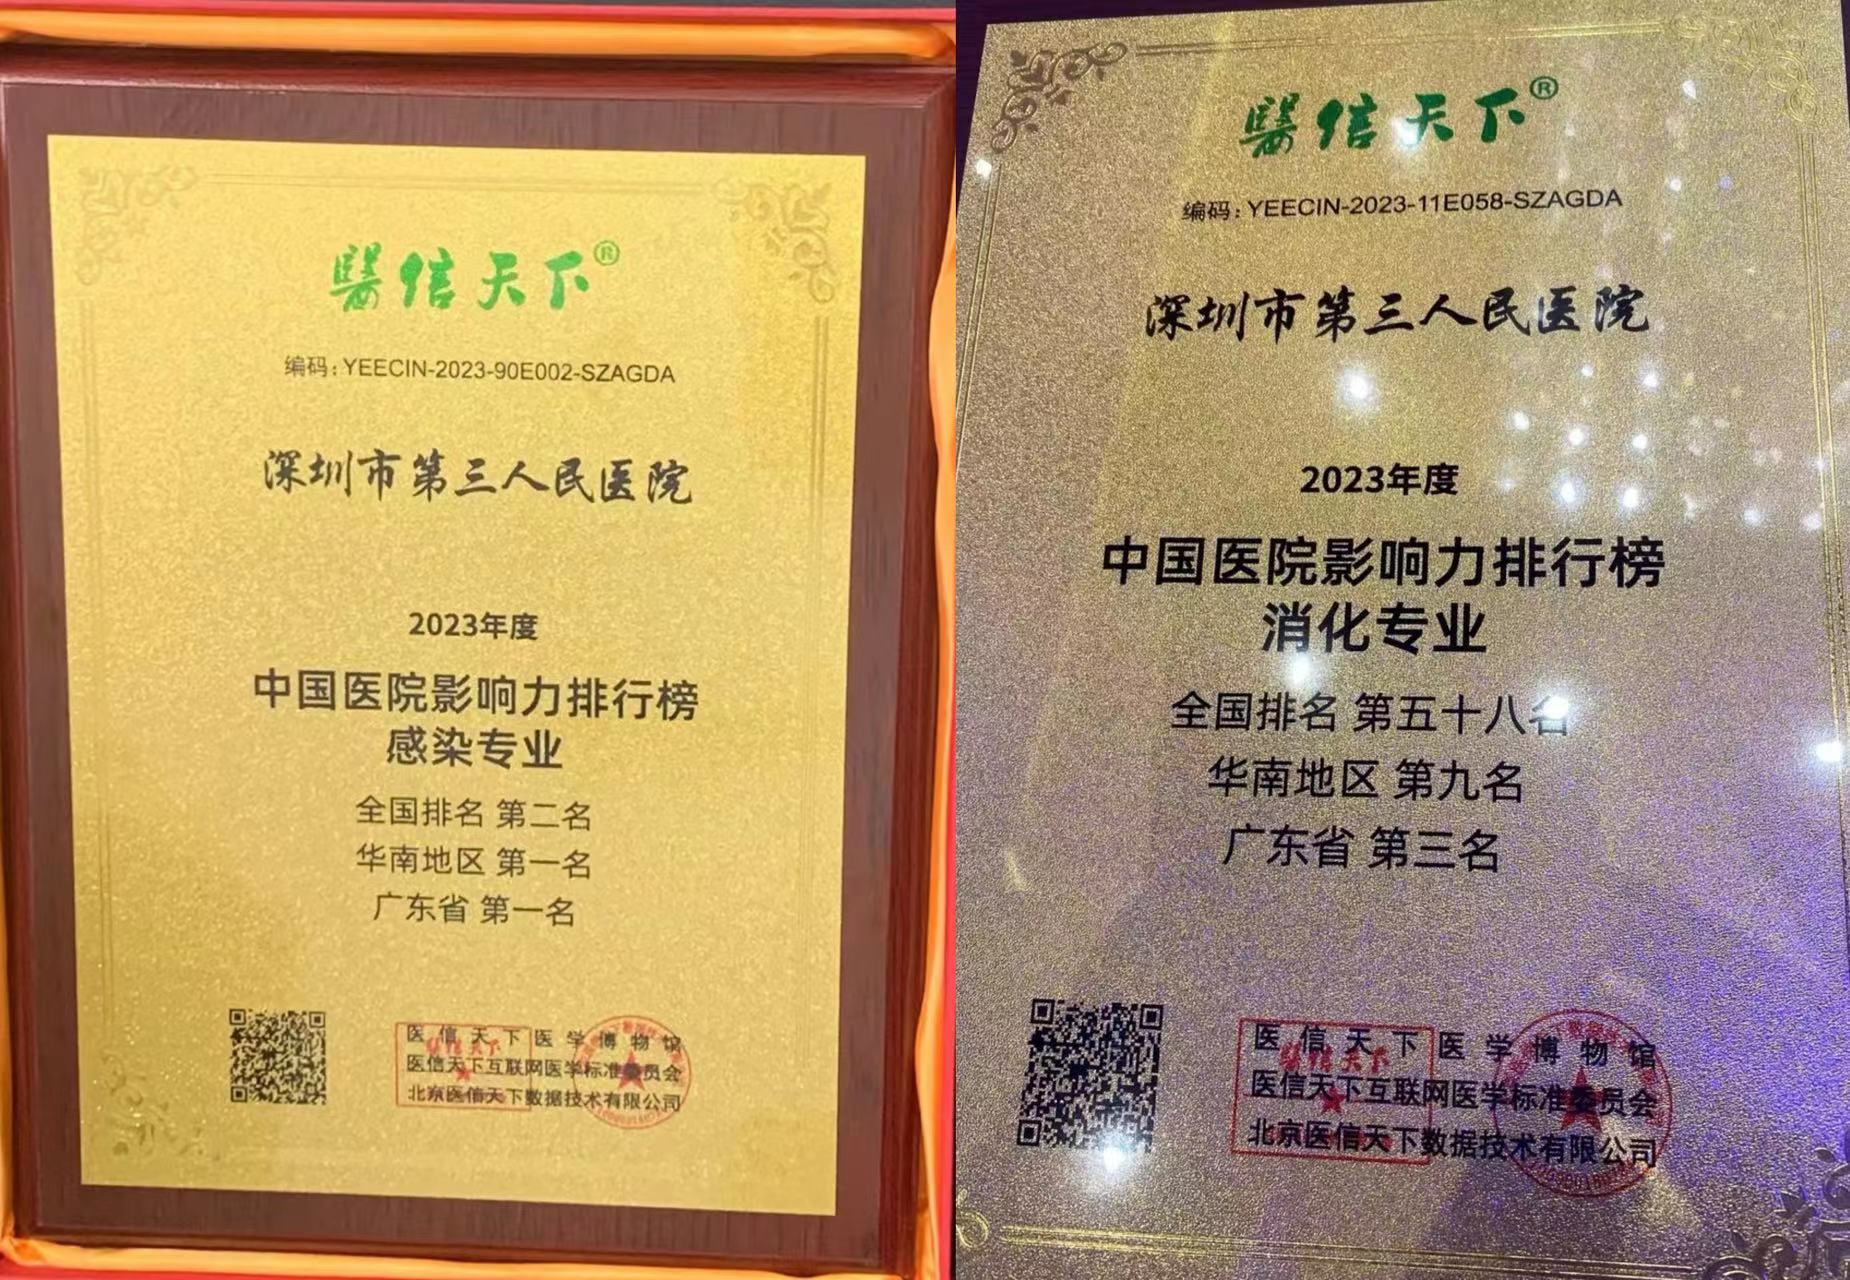 醫信天下®
编码：YEECIN-2023-90E002-SZAGDA
深圳市第三人民医院
2023年度
中国医院影响力排行榜
感染专业
全国排名 第二名
华南地区 第一名
广东省 第一名
医信天下医学博物馆
医信天下互联网医学标准委员会
北京医信天下数据技术有限公司
醫信天下®
编码：YEECIN-2023-11E058-SZAGDA
深圳市第三人民医院
2023年度
中国医院影响力排行榜
消化专业
全国排名 第五十八名
华南地区 第九名
广东省 第三名
医信天下医学博物馆
医信天下互联网医学标准委员会
北京医信天下数据技术有限公司